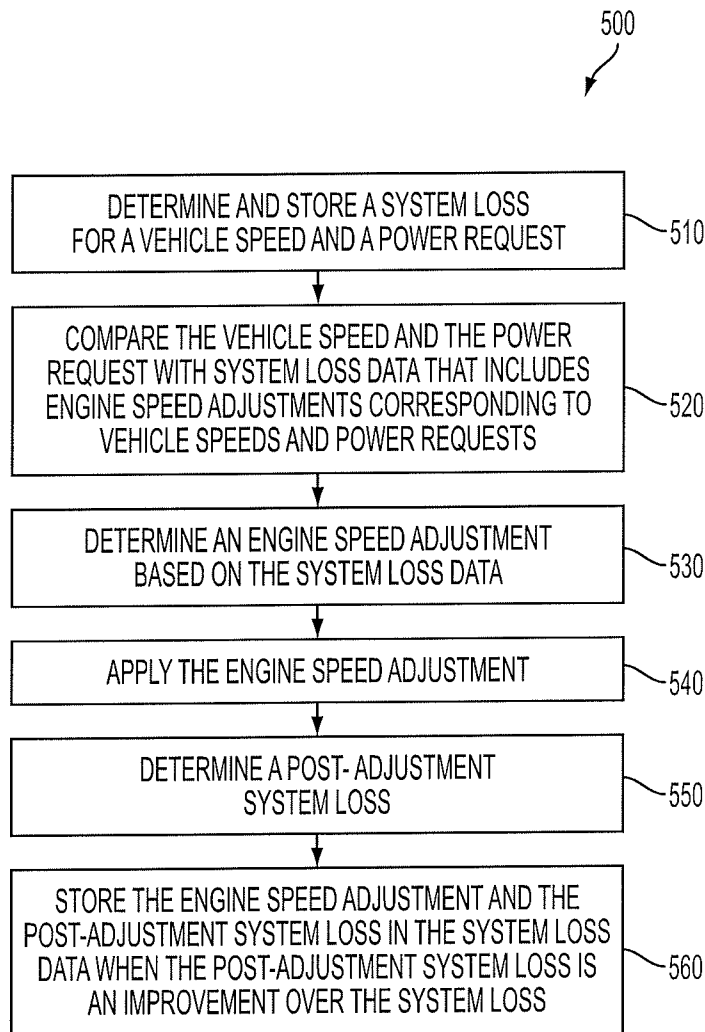 500
DETERMINE AND STORE A SYSTEM LOSS
FOR A VEHICLE SPEED AND A POWER REQUEST
510
COMPARE THE VEHICLE SPEED AND THE POWER
REQUEST WITH SYSTEM LOSS DATA THAT INCLUDES
ENGINE SPEED ADJUSTMENTS CORRESPONDING TO
VEHICLE SPEEDS AND POWER REQUESTS
520
DETERMINE AN ENGINE SPEED ADJUSTMENT
BASED ON THE SYSTEM LOSS DATA
530
APPLY THE ENGINE SPEED ADJUSTMENT
540
DETERMINE A POST- ADJUSTMENT
SYSTEM LOSS
550
STORE THE ENGINE SPEED ADJUSTMENT AND THE
POST-ADJUSTMENT SYSTEM LOSS IN THE SYSTEM LOSS
DATA WHEN THE POST-ADJUSTMENT SYSTEM LOSS IS
AN IMPROVEMENT OVER THE SYSTEM LOSS
560